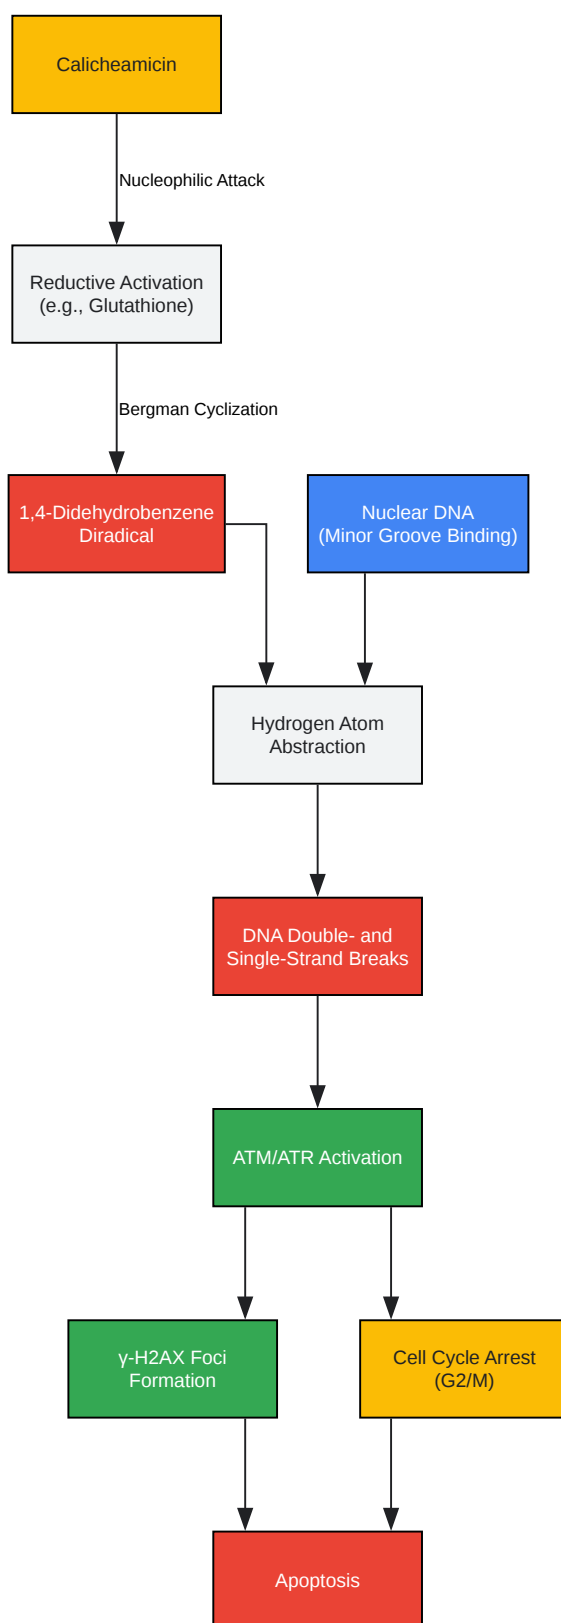 Calicheamicin
Nucleophilic Attack
Reductive Activation
(e.g., Glutathione)
Bergman Cyclization
1,4-Didehydrobenzene
Diradical
Nuclear DNA
(Minor Groove Binding)
Hydrogen Atom
Abstraction
DNA Double- and
Single-Strand Breaks
ATM/ATR Activation
γ-H2AX Foci
Formation
Cell Cycle Arrest
(G2/M)
Apoptosis